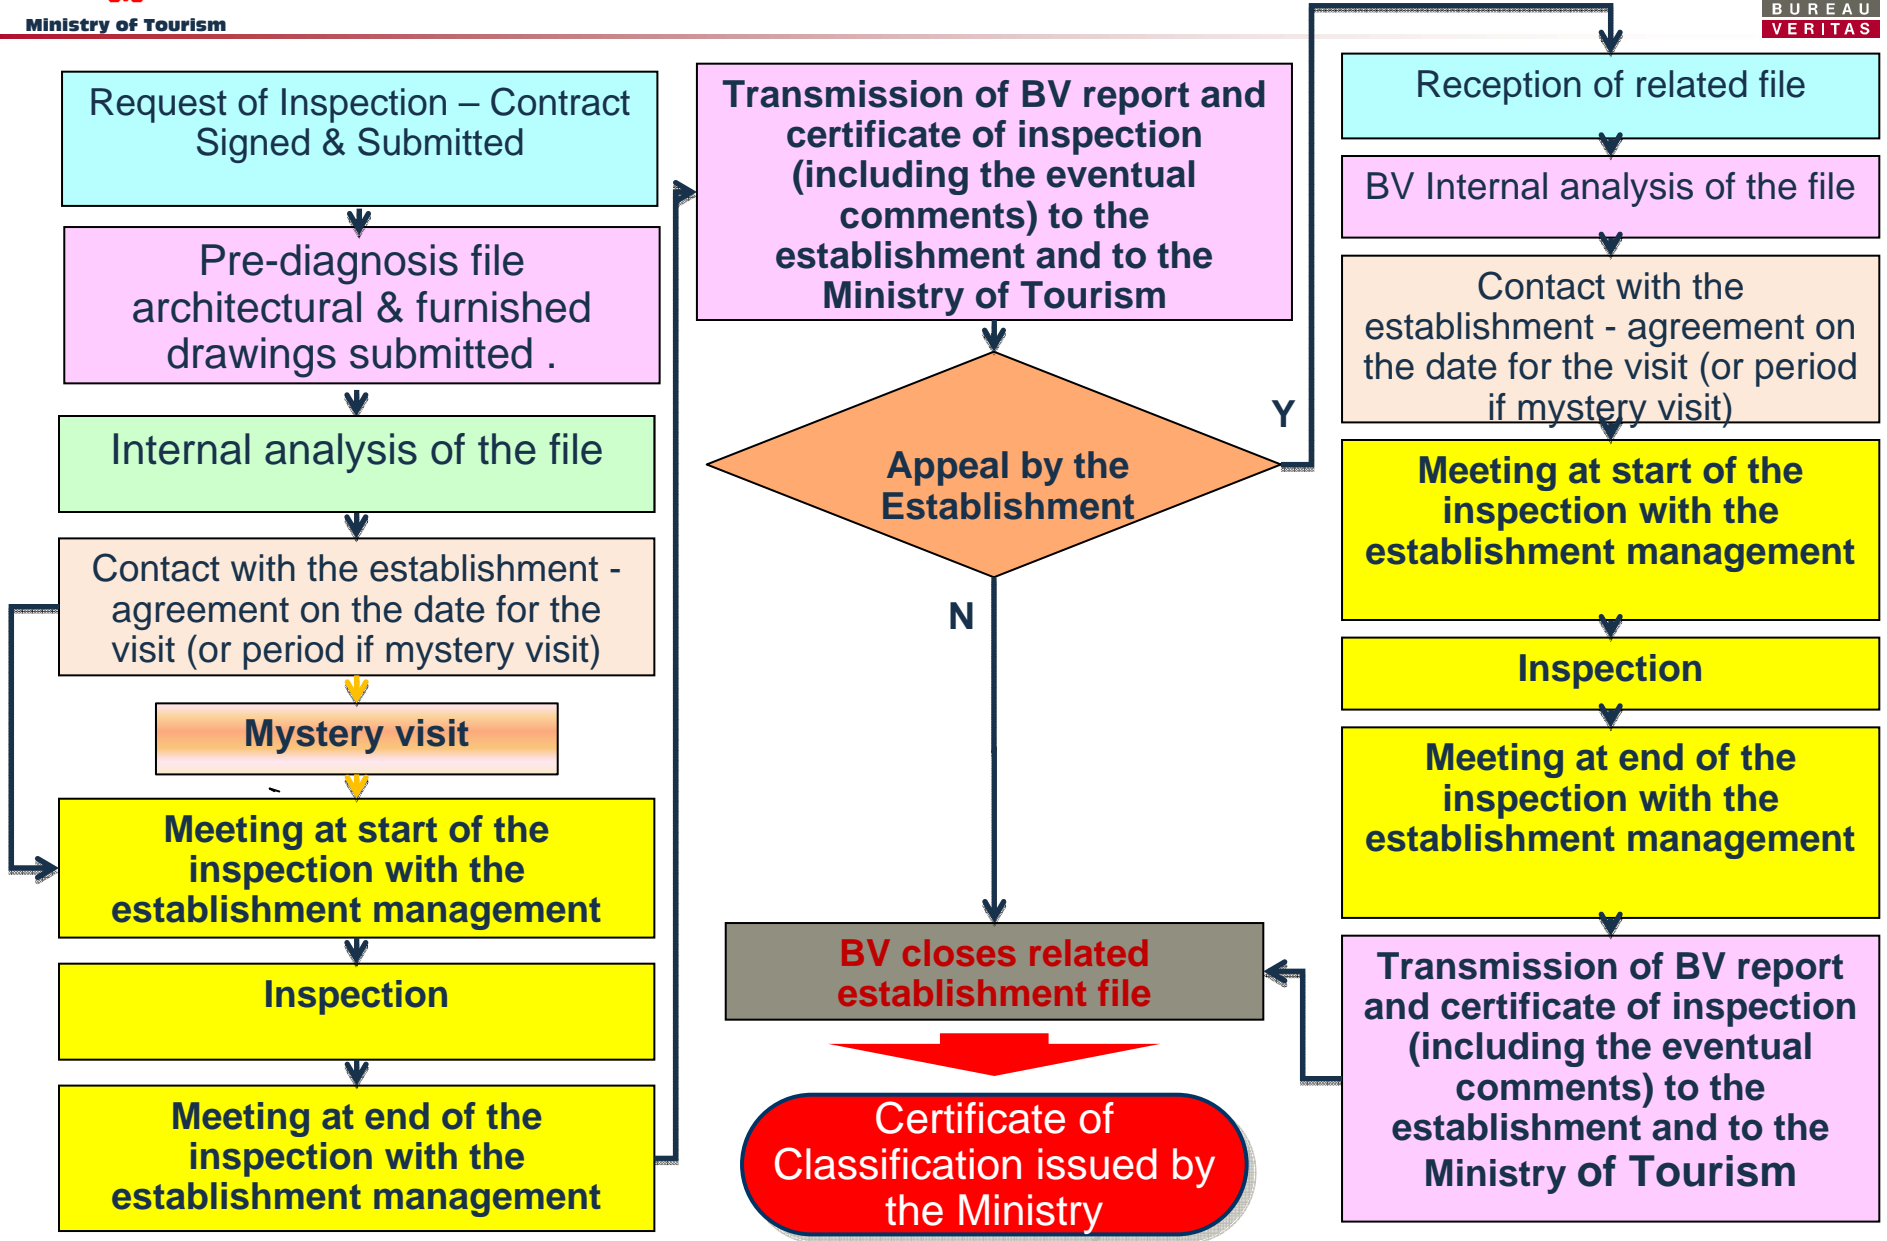 Ministry of Tourism
BUREAU
VERITAS
Request of Inspection – Contract
Signed & Submitted
Pre-diagnosis file
architectural & furnished
drawings submitted .
Internal analysis of the file
Contact with the establishment -
agreement on the date for the
visit (or period if mystery visit)
Mystery visit
Meeting at start of the
inspection with the
establishment management
Inspection
Meeting at end of the
inspection with the
establishment management
Transmission of BV report and
certificate of inspection
(including the eventual
comments) to the
establishment and to the
Ministry of Tourism
Appeal by the
Establishment
Y
N
BV closes related
establishment file
Certificate of
Classification issued by
the Ministry
Reception of related file
BV Internal analysis of the file
Contact with the
establishment - agreement on
the date for the visit (or period
if mystery visit)
Meeting at start of the
inspection with the
establishment management
Inspection
Meeting at end of the
inspection with the
establishment management
Transmission of BV report
and certificate of inspection
(including the eventual
comments) to the
establishment and to the
Ministry of Tourism